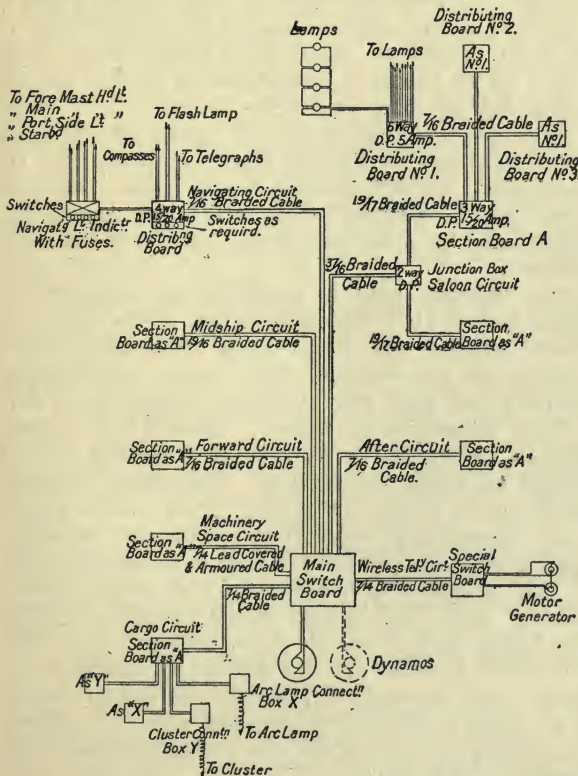 Distributing
Board Nº 2.
Lamps
To Lamps
As
Nº1.
To Fore Mast Hd Lt.
„ Main „ „
„ Port Side Lt. „
„ Starbd
To Flash Lamp
To
Compasses
To Telegraphs
6 Way
D.P. 5 Amp.
7/16 Braided Cable
As
Nº1.
Distributing
Board Nº 1.
Distributing
Board Nº 3.
Switches
Navigatg Lt. Indictr
With Fuses.
4 way
D.P. 15/20 Amp
Distribng
Board
Navigating Circuit
7/16 Braided Cable
Switches as
requird.
19/17 Braided
Cable
3 Way
D.P. 15/20 Amp.
Section Board A
37/16 Braided
Cable
2 way
D.P.
Junction Box
Saloon Circuit
Section
Board as "A"
Midship Circuit
19/16 Braided Cable
Section
Board as "A"
19/17 Braided Cable
Section
Board as "A"
Forward Circuit
7/16 Braided Cable
After Circuit
7/16 Braided
Cable.
Section
Board as "A"
Machinery
Space Circuit
Section
Board as "A"
7/14 Lead Covered
& Armoured Cable
Main
Switch
Board
Wireless Tely Cirt.
7/14 Braided Cable
Special
Switch
Board
Motor
Generator
7/14 Braided
Cable
Cargo Circuit
Section
Board as "A"
Dynamos
As "Y"
Arc Lamp Connectn
Box X
As "X"
To Arc Lamp
Cluster Conntn
Box Y
To Cluster